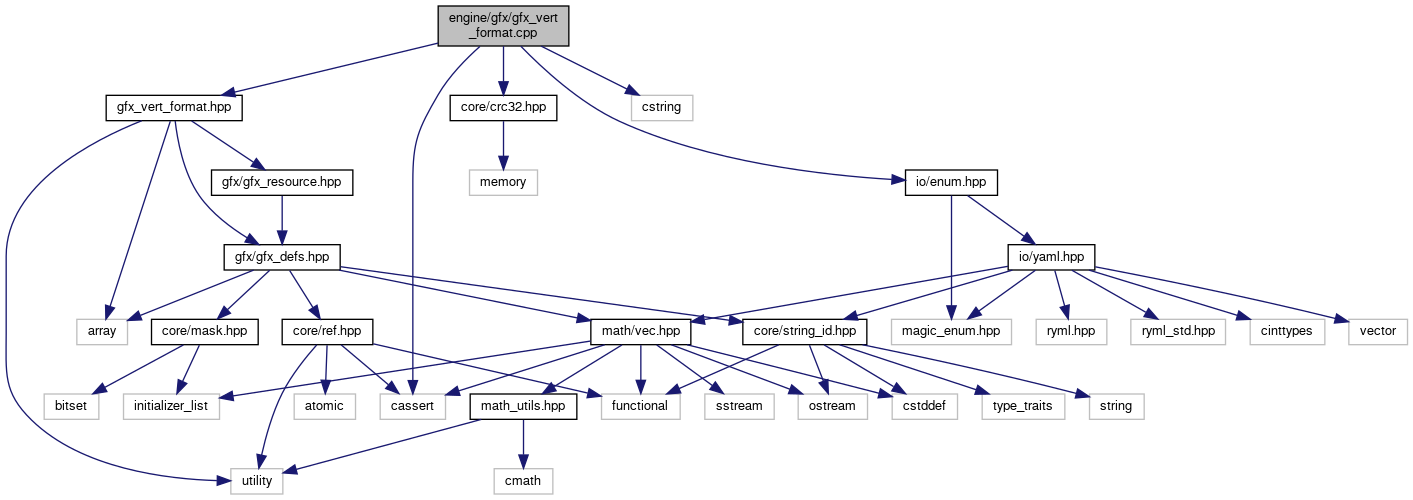 engine/gfx/gfx_vert
_format.cpp
gfx_vert_format.hpp
core/crc32.hpp
cstring
gfx/gfx_resource.hpp
memory
io/enum.hpp
gfx/gfx_defs.hpp
io/yaml.hpp
array
core/mask.hpp
core/ref.hpp
math/vec.hpp
core/string_id.hpp
magic_enum.hpp
ryml.hpp
ryml_std.hpp
cinttypes
vector
bitset
initializer_list
atomic
cassert
math_utils.hpp
functional
sstream
ostream
cstddef
type_traits
string
utility
cmath